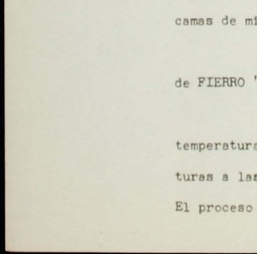 camas de mi
de FIERRO "
temperatura
turas a las
El proceso